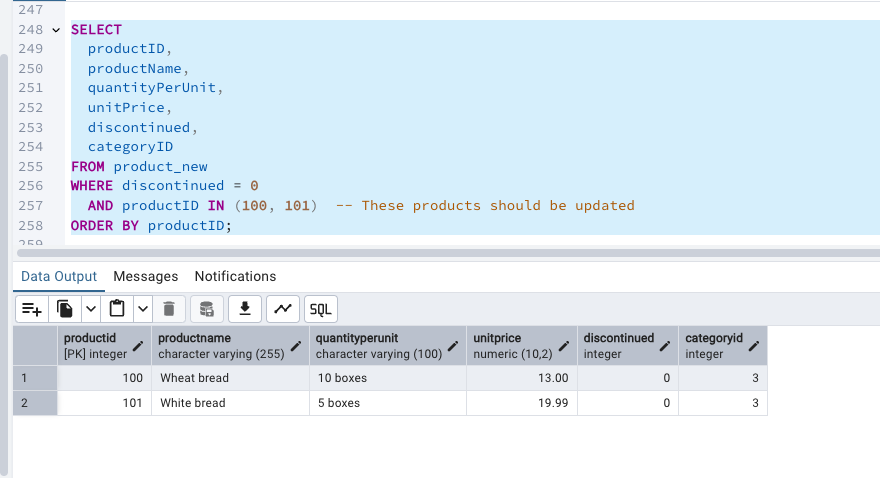 247
248 SELECT
249 productID,
250 productName,
251 quantityPerUnit,
252 unitPrice,
253 discontinued,
254 categoryID
255 FROM product_new
256 WHERE discontinued = 0
257 AND productID IN (100, 101) -- These products should be updated
258 ORDER BY productID;
259
Data Output Messages Notifications
SQL
productid productname quantityperunit unitprice discontinued categoryid
[PK] integer character varying (255) character varying (100) numeric (10,2) integer integer
1 100 Wheat bread 10 boxes 13.00 0 3
2 101 White bread 5 boxes 19.99 0 3